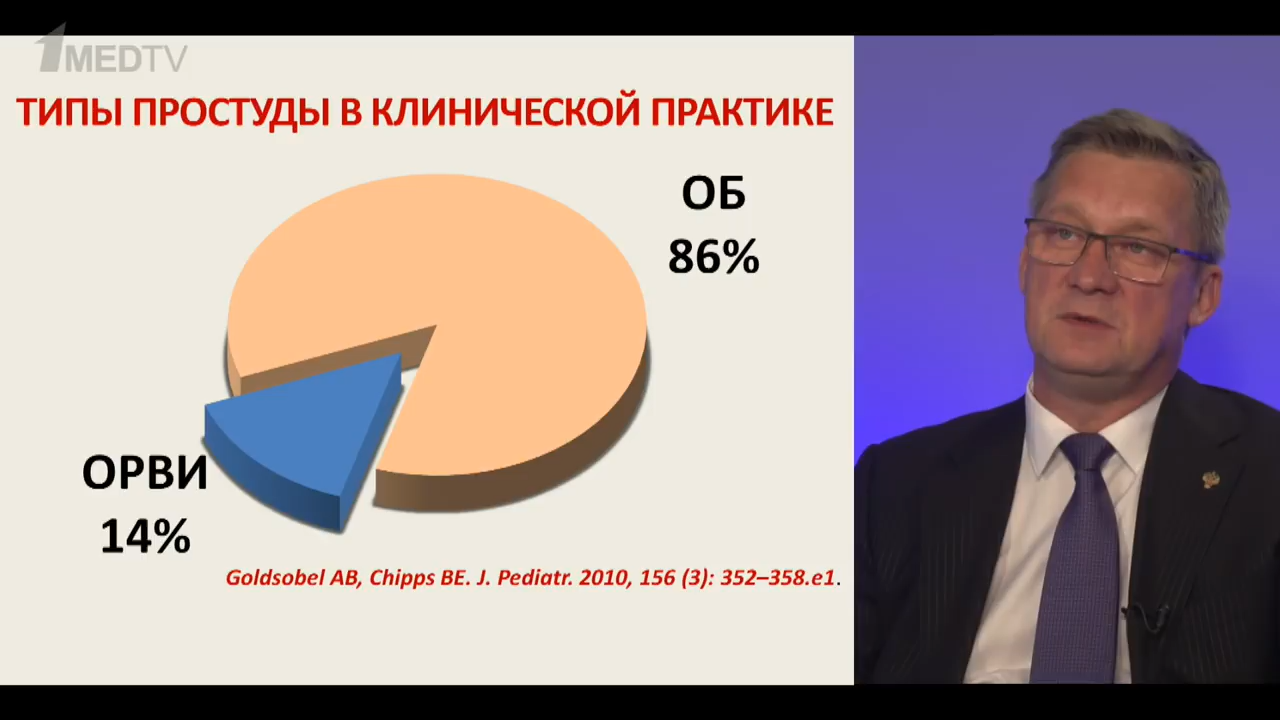 1MEDTV
ТИПЫ ПРОСТУДЫ В КЛИНИЧЕСКОЙ ПРАКТИКЕ
ОБ
86%
ОРВИ
14%
Goldsobel AB, Chipps BE. J. Pediatr. 2010, 156 (3): 352–358.e1.